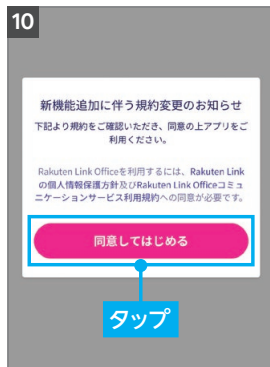 10
新機能追加に伴う規約変更のお知らせ
下記より規約をご確認いただき、同意の上アプリをご
利用ください。
Rakuten Link Officeを利用するには、Rakuten Link
の個人情報保護方針及びRakuten Link Officeコミュ
ニケーションサービス利用規約への同意が必要です。
同意してはじめる
タップ